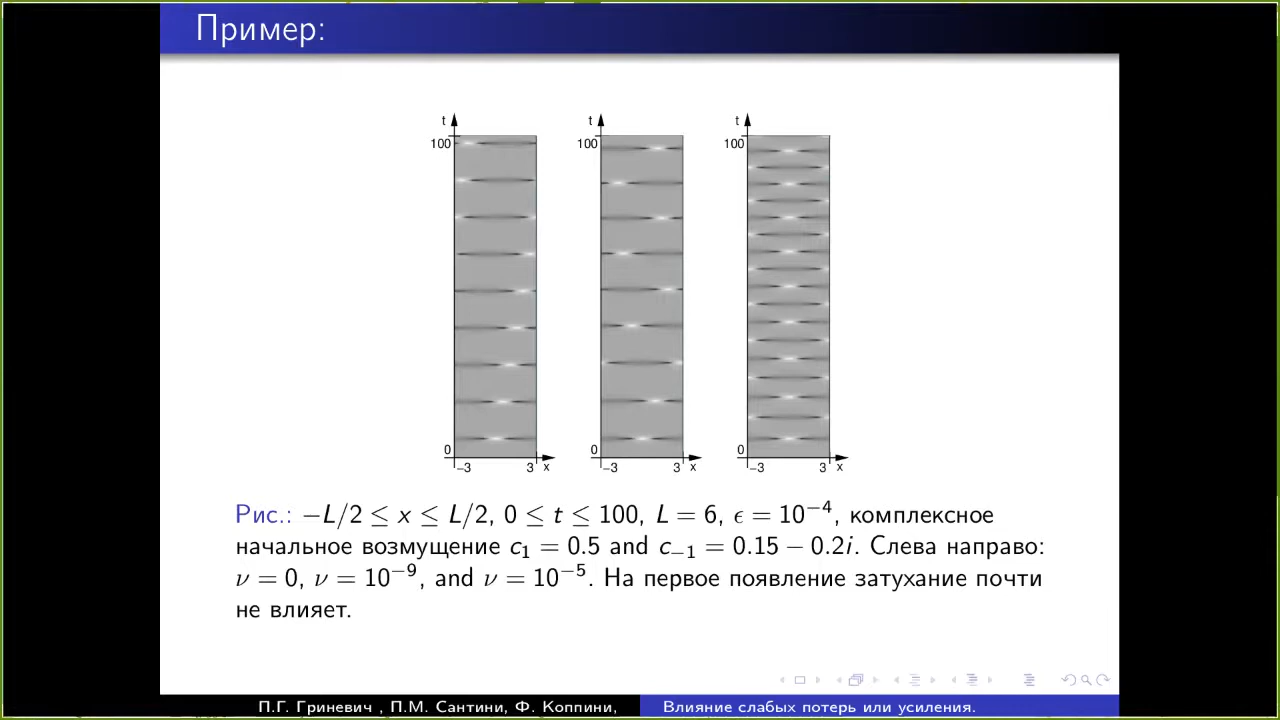 Пример:
t t t
100 100 100
0 0 0
−3 3 x −3 3 x −3 3 x
Рис.: −L/2 ≤ x ≤ L/2, 0 ≤ t ≤ 100, L = 6, ϵ = 10⁻⁴, комплексное
начальное возмущение c₁ = 0.5 and c₋₁ = 0.15 − 0.2i. Слева направо:
ν = 0, ν = 10⁻⁹, and ν = 10⁻⁵. На первое появление затухание почти
не влияет.
П.Г. Гриневич , П.М. Сантини, Ф. Коппини, Влияние слабых потерь или усиления.